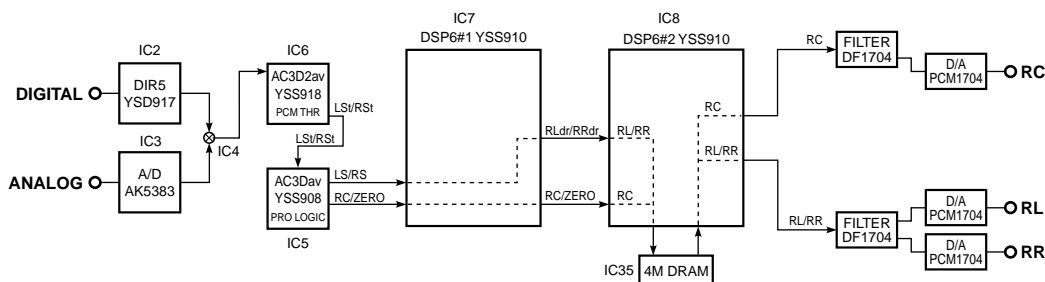 IC2
DIGITAL
DIR5
YSD917
IC3
ANALOG
A/D
AK5383
IC4
IC6
AC3D2av
YSS918
PCM THR
LSt/RSt
LSt/RSt
AC3Dav
YSS908
PRO LOGIC
IC5
LS/RS
RC/ZERO
IC7
DSP6#1 YSS910
RLdr/RRdr
RC/ZERO
IC8
DSP6#2 YSS910
RL/RR
RC
RC
RL/RR
IC35
4M DRAM
RC
FILTER
DF1704
D/A
PCM1704
RC
RL/RR
FILTER
DF1704
D/A
PCM1704
RL
D/A
PCM1704
RR